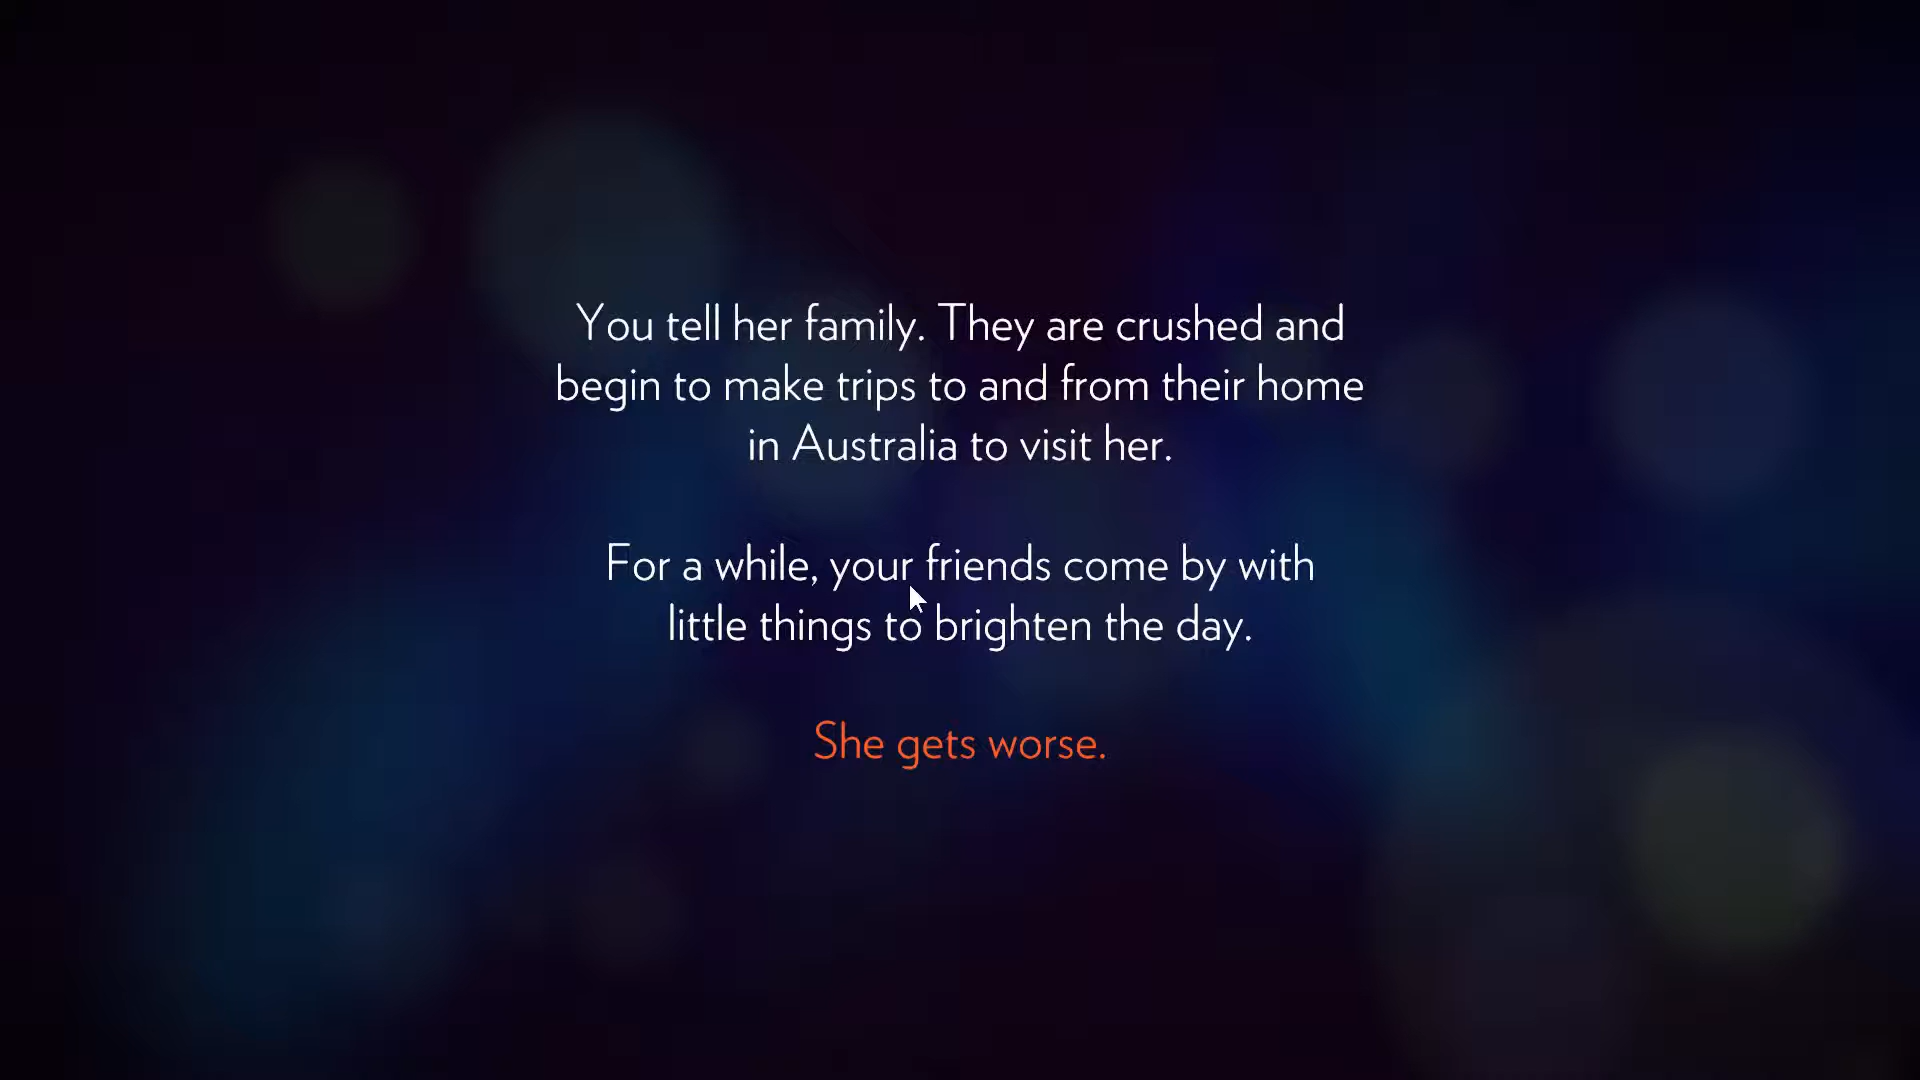 You tell her family. They are crushed and
begin to make trips to and from their home
in Australia to visit her.
For a while, your friends come by with
little things to brighten the day.
She gets worse.